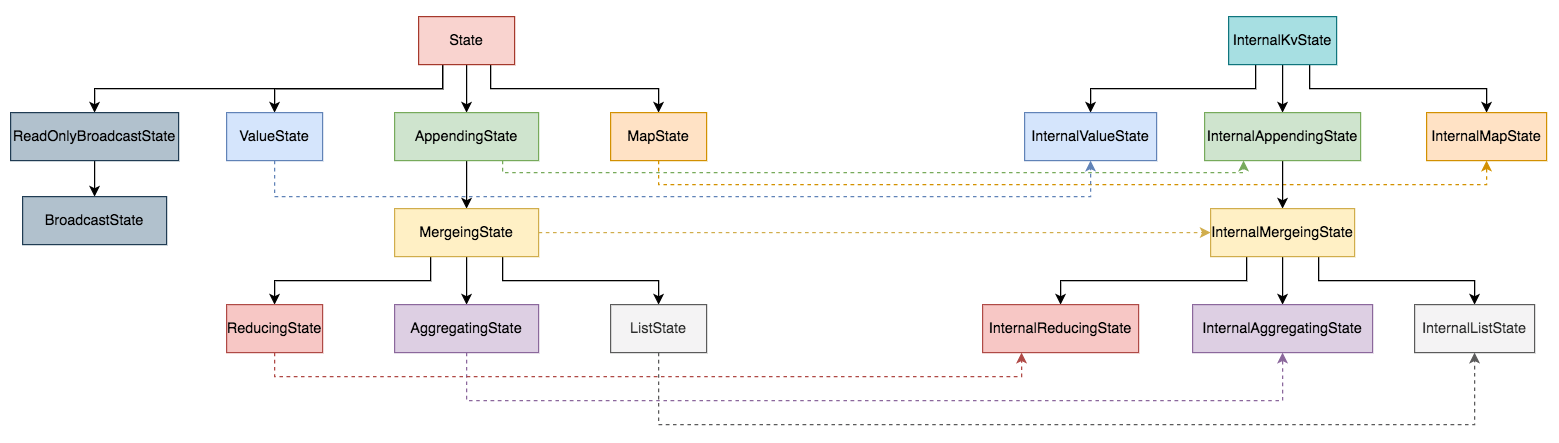 State
InternalKvState
ReadOnlyBroadcastState
ValueState
AppendingState
MapState
InternalValueState
InternalAppendingState
InternalMapState
BroadcastState
MergeingState
InternalMergeingState
ReducingState
AggregatingState
ListState
InternalReducingState
InternalAggregatingState
InternalListState